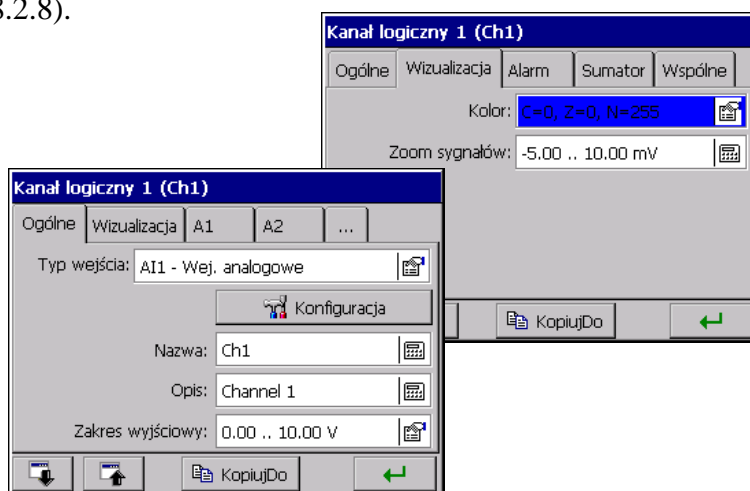 3.2.8).
Kanał logiczny 1 (Ch1)
Ogólne Wizualizacja Alarm Sumator Wspólne
Kolor: C=0, Z=0, N=255
Zoom sygnałów: -5.00 .. 10.00 mV
KopiujDo
Kanał logiczny 1 (Ch1)
Ogólne Wizualizacja A1 A2 ...
Typ wejścia: AI1 - Wej. analogowe
Konfiguracja
Nazwa: Ch1
Opis: Channel 1
Zakres wyjściowy: 0.00 .. 10.00 V
KopiujDo